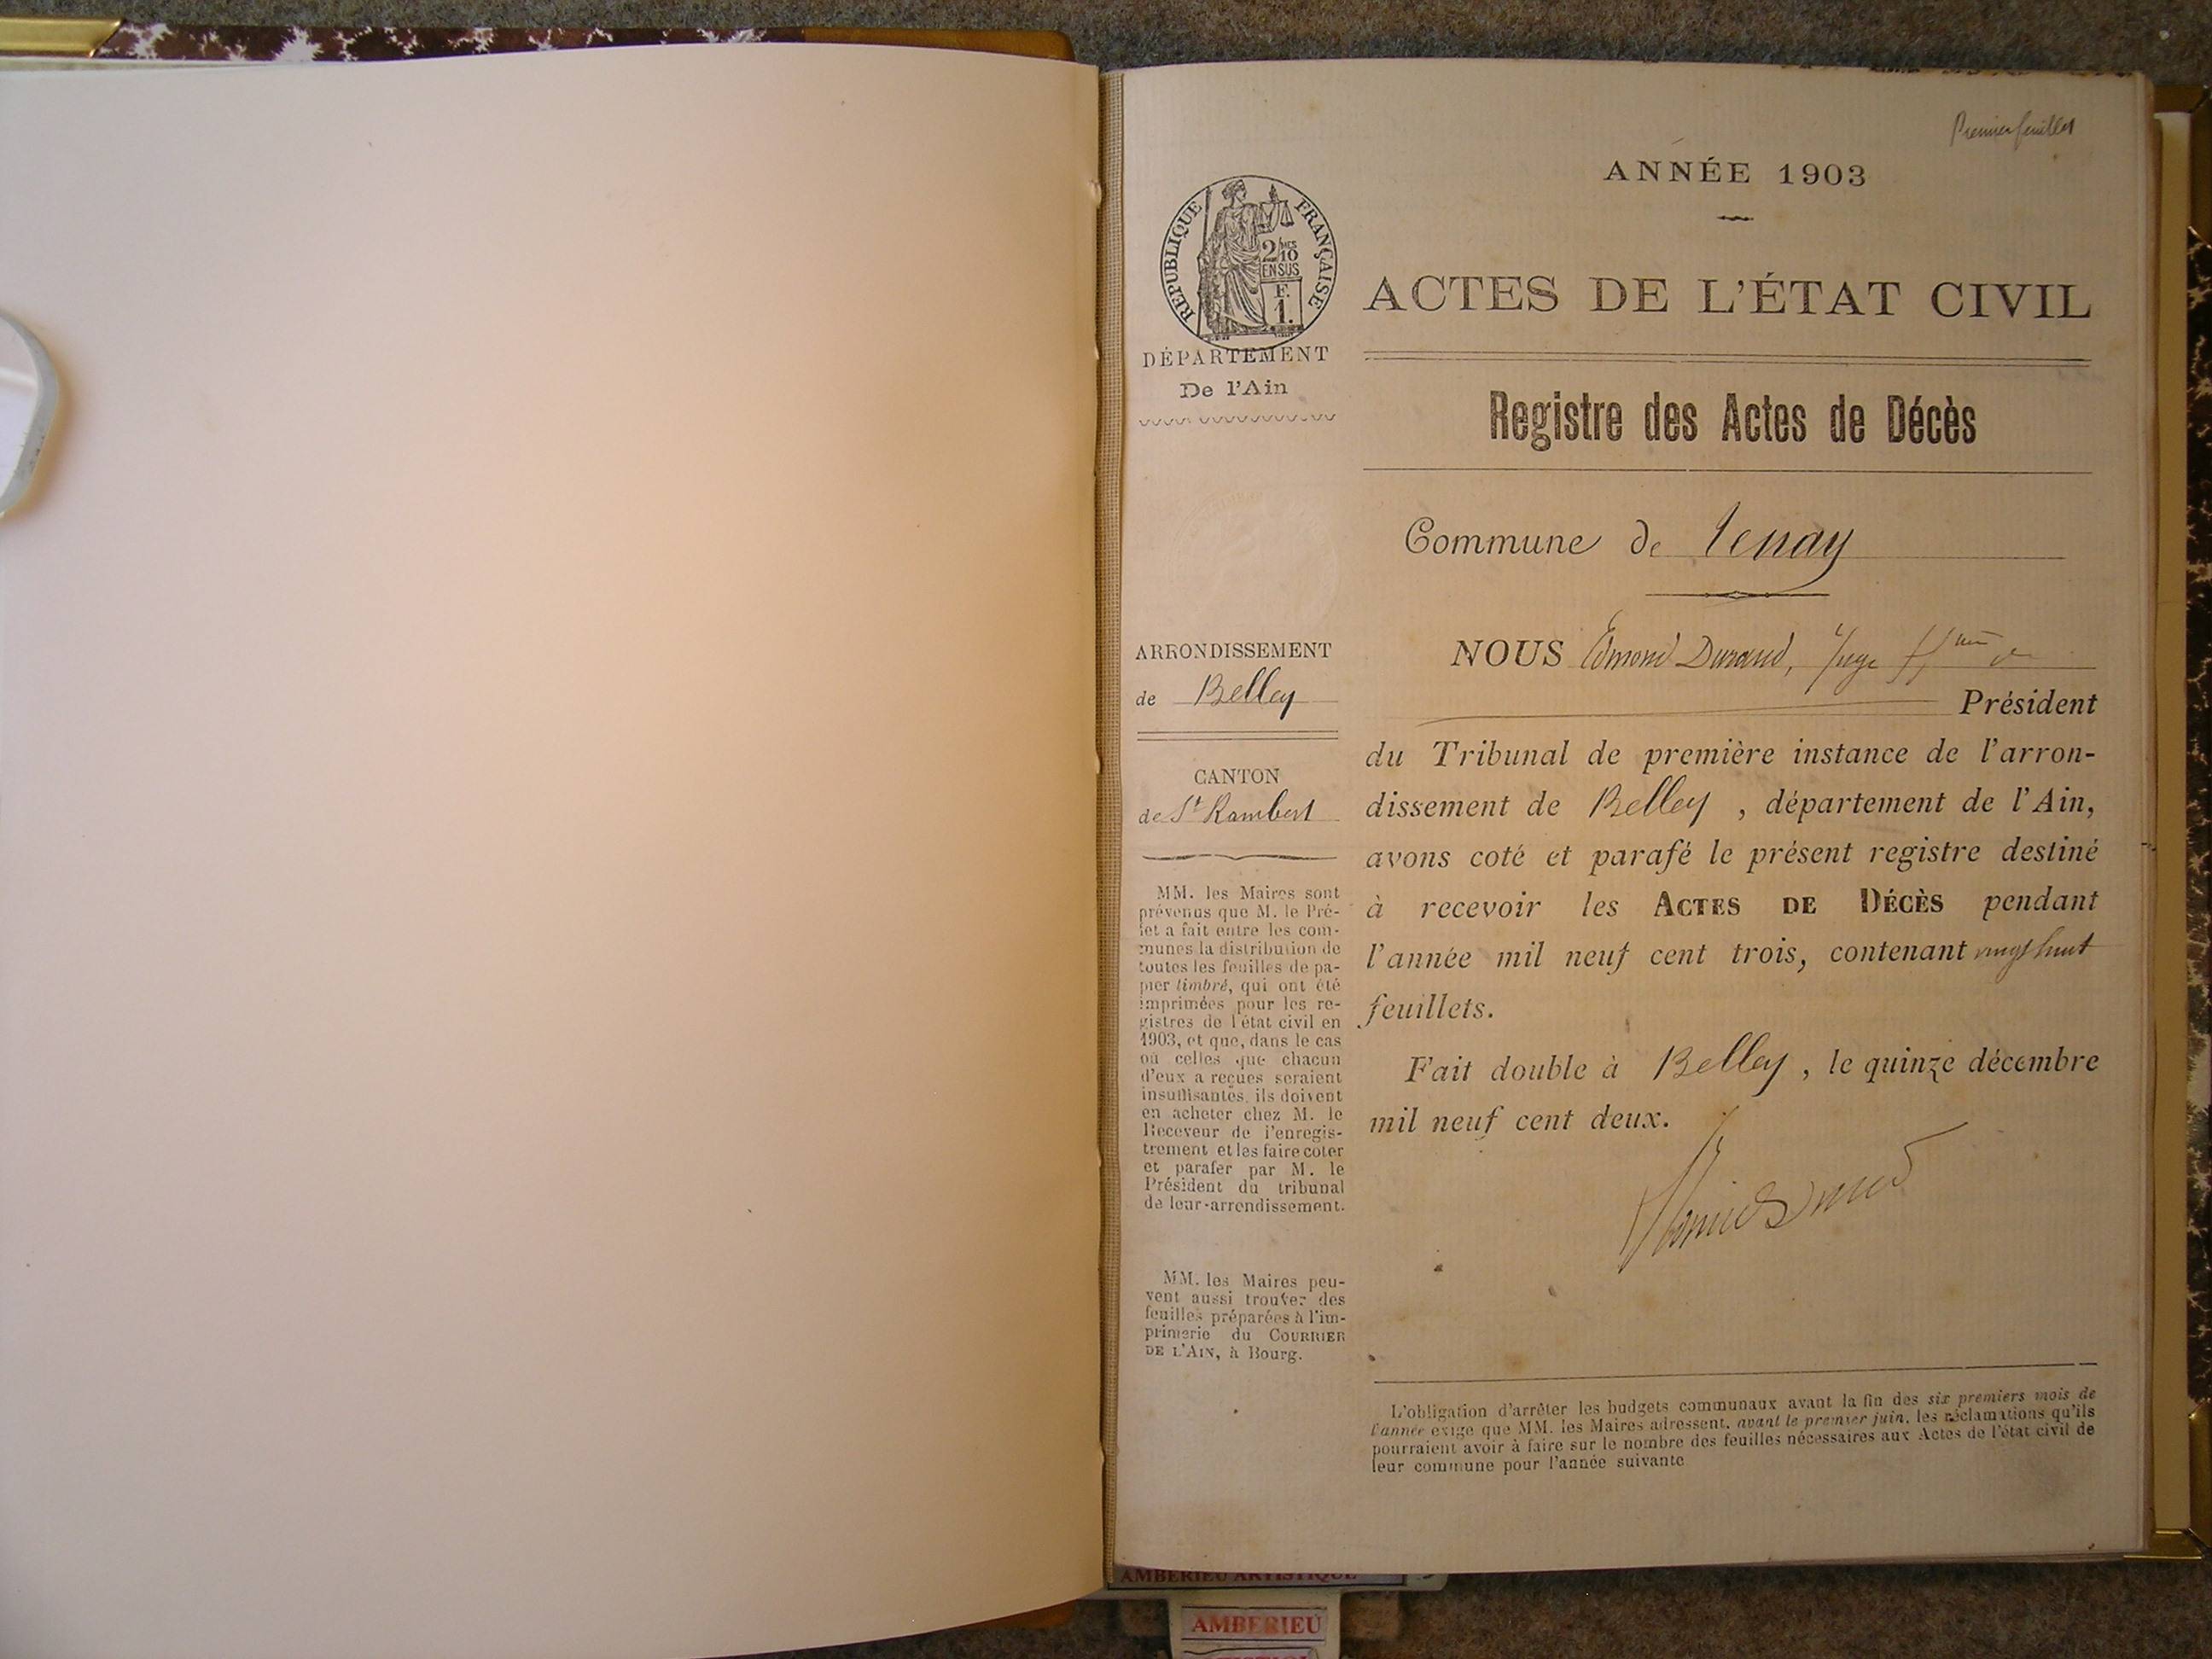 Premier feuillet
ANNÉE 1903
RÉPUBLIQUE FRANÇAISE
2/10
EN SUS
F.
1.
DÉPARTEMENT
De l'Ain
ACTES DE L'ÉTAT CIVIL
Registre des Actes de Décès
Commune de Tenay
ARRONDISSEMENT
de Belley
CANTON
de St Rambert
MM. les Maires sont
prévenus que M. le Pré-
fet a fait entre les com-
munes la distribution de
toutes les feuilles de pa-
pier timbré, qui ont été
imprimées pour les re-
gistres de l'état civil en
1903, et que, dans le cas
où celles que chacun
d'eux a reçues seraient
insuffisantes, ils doivent
en acheter chez M. le
Receveur de l'enregis-
trement et les faire coter
et parafer par M. le
Président du tribunal
de leur arrondissement.
MM. les Maires peu-
vent aussi trouver des
feuilles préparées à l'im-
primerie du COURRIER
DE L'AIN, à Bourg.
NOUS Edmond Durand, Juge
Président
du Tribunal de première instance de l'arron-
dissement de Belley, département de l'Ain,
avons coté et parafé le présent registre destiné
à recevoir les ACTES DE DÉCÈS pendant
l'année mil neuf cent trois, contenant vingt huit
feuillets.
Fait double à Belley, le quinze décembre
mil neuf cent deux.
L'obligation d'arrêter les budgets communaux avant la fin des six premiers mois de
l'année exige que MM. les Maires adressent, avant le premier juin, les réclamations qu'ils
pourraient avoir à faire sur le nombre des feuilles nécessaires aux Actes de l'état civil de
leur commune pour l'année suivante
AMBERIEU ARTISTIQUE
AMBERIEU